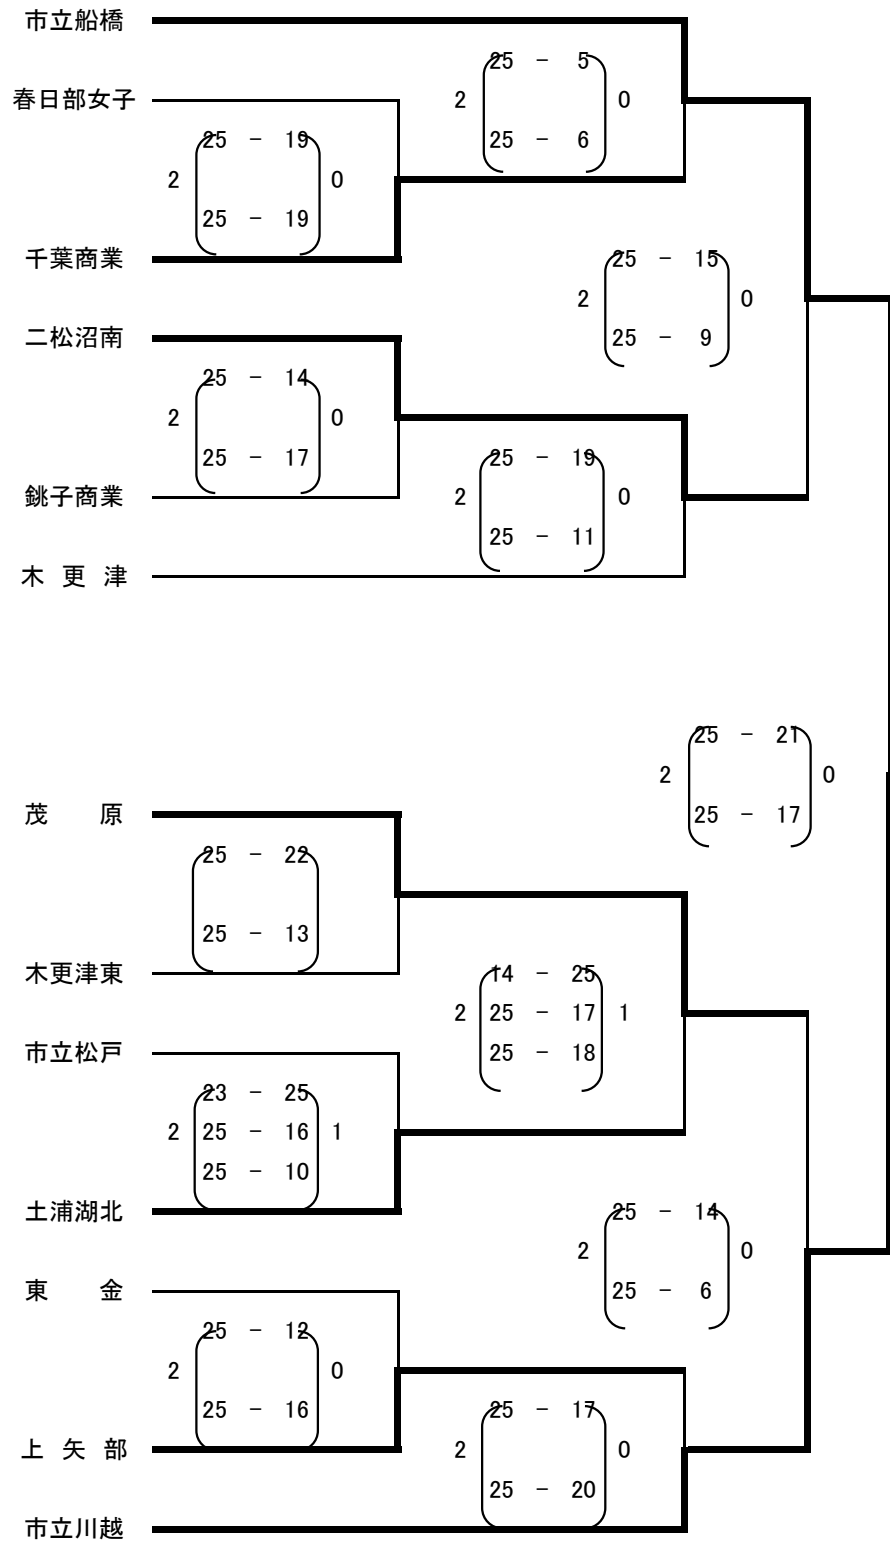 市立船橋
25 － 5
春日部女子
2 0
25 － 19
25 － 6
2 0
25 － 19
千葉商業
25 － 15
2 0
二松沼南
25 － 9
25 － 14
2 0
25 － 17
25 － 19
銚子商業
2 0
25 － 11
木 更 津
25 － 21
2 0
茂 原
25 － 17
25 － 22
25 － 13
木更津東
14 － 25
2 25 － 17 1
市立松戸
25 － 18
23 － 25
2 25 － 16 1
25 － 10
土浦湖北
25 － 14
2 0
東 金
25 － 6
25 － 12
2 0
25 － 16
25 － 17
上 矢 部
2 0
25 － 20
市立川越